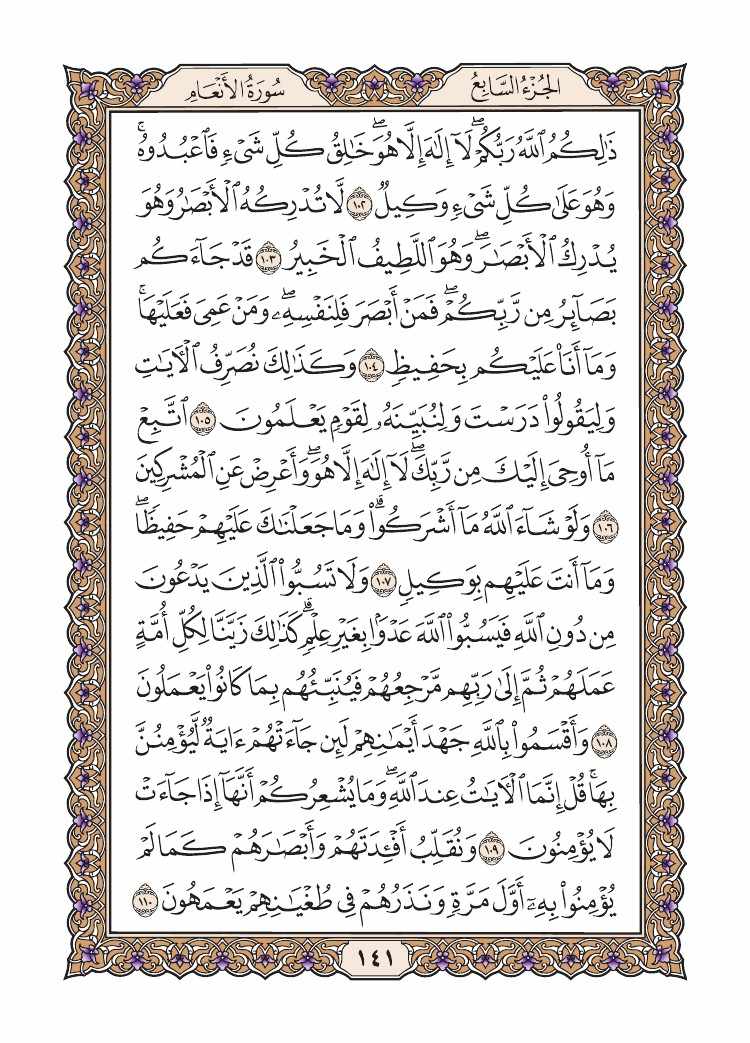 الجُزْءُ السَّابِعُ
سُورَةُ الأَنْعَامِ
ذَٰلِكُمُ ٱللَّهُ رَبُّكُمْۖ لَآ إِلَٰهَ إِلَّا هُوَۖ خَٰلِقُ كُلِّ شَىْءٍ فَٱعْبُدُوهُۚ
وَهُوَ عَلَىٰ كُلِّ شَىْءٍ وَكِيلٌ ١٠٢ لَّا تُدْرِكُهُ ٱلْأَبْصَٰرُ وَهُوَ
يُدْرِكُ ٱلْأَبْصَٰرَۖ وَهُوَ ٱللَّطِيفُ ٱلْخَبِيرُ ١٠٣ قَدْ جَآءَكُم
بَصَآئِرُ مِن رَّبِّكُمْۖ فَمَنْ أَبْصَرَ فَلِنَفْسِهِۦۖ وَمَنْ عَمِىَ فَعَلَيْهَاۚ
وَمَآ أَنَا۠ عَلَيْكُم بِحَفِيظٍ ١٠٤ وَكَذَٰلِكَ نُصَرِّفُ ٱلْءَايَٰتِ
وَلِيَقُولُوا۟ دَرَسْتَ وَلِنُبَيِّنَهُۥ لِقَوْمٍ يَعْلَمُونَ ١٠٥ ٱتَّبِعْ
مَآ أُوحِىَ إِلَيْكَ مِن رَّبِّكَۖ لَآ إِلَٰهَ إِلَّا هُوَۖ وَأَعْرِضْ عَنِ ٱلْمُشْرِكِينَ
١٠٦ وَلَوْ شَآءَ ٱللَّهُ مَآ أَشْرَكُوا۟ۗ وَمَا جَعَلْنَٰكَ عَلَيْهِمْ حَفِيظًاۖ
وَمَآ أَنتَ عَلَيْهِم بِوَكِيلٍ ١٠٧ وَلَا تَسُبُّوا۟ ٱلَّذِينَ يَدْعُونَ
مِن دُونِ ٱللَّهِ فَيَسُبُّوا۟ ٱللَّهَ عَدْوًۢا بِغَيْرِ عِلْمٍۗ كَذَٰلِكَ زَيَّنَّا لِكُلِّ أُمَّةٍ
عَمَلَهُمْ ثُمَّ إِلَىٰ رَبِّهِم مَّرْجِعُهُمْ فَيُنَبِّئُهُم بِمَا كَانُوا۟ يَعْمَلُونَ
١٠٨ وَأَقْسَمُوا۟ بِٱللَّهِ جَهْدَ أَيْمَٰنِهِمْ لَئِن جَآءَتْهُمْ ءَايَةٌ لَّيُؤْمِنُنَّ
بِهَاۚ قُلْ إِنَّمَا ٱلْءَايَٰتُ عِندَ ٱللَّهِۖ وَمَا يُشْعِرُكُمْ أَنَّهَآ إِذَا جَآءَتْ
لَا يُؤْمِنُونَ ١٠٩ وَنُقَلِّبُ أَفْـِٔدَتَهُمْ وَأَبْصَٰرَهُمْ كَمَا لَمْ
يُؤْمِنُوا۟ بِهِۦٓ أَوَّلَ مَرَّةٍ وَنَذَرُهُمْ فِى طُغْيَٰنِهِمْ يَعْمَهُونَ ١١٠
١٤١